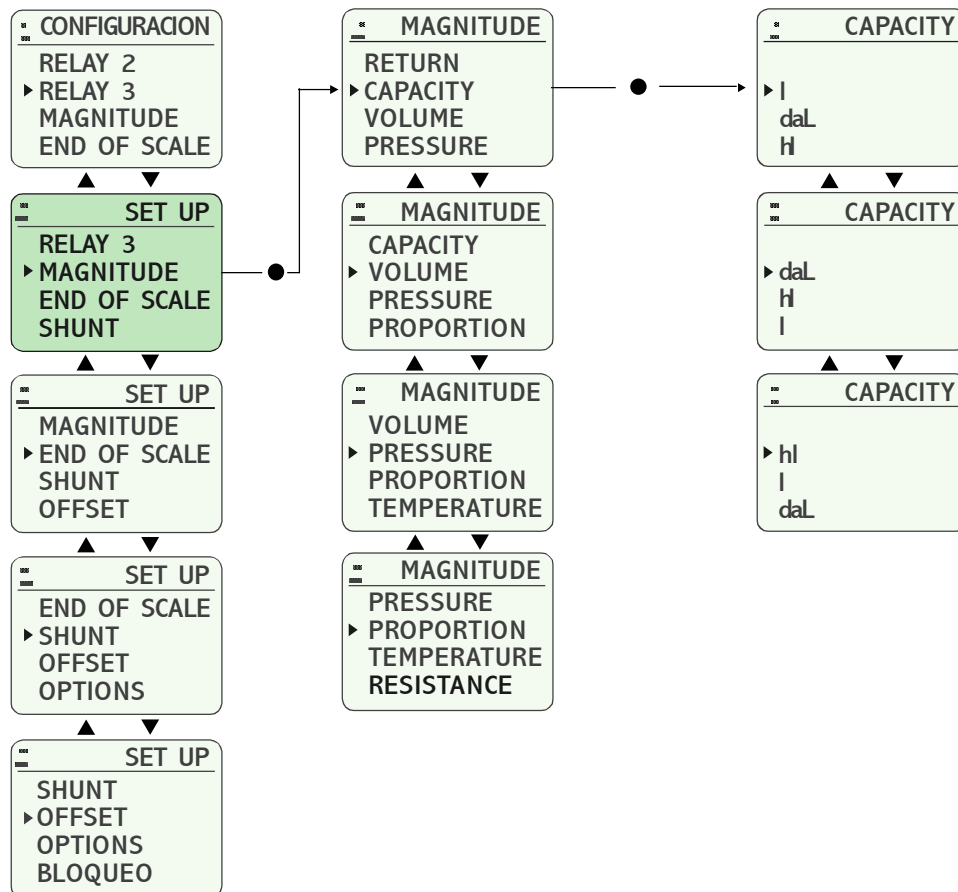 CONFIGURACION
RELAY 2
RELAY 3
MAGNITUDE
END OF SCALE
SET UP
RELAY 3
MAGNITUDE
END OF SCALE
SHUNT
SET UP
MAGNITUDE
END OF SCALE
SHUNT
OFFSET
SET UP
END OF SCALE
SHUNT
OFFSET
OPTIONS
SET UP
SHUNT
OFFSET
OPTIONS
BLOQUEO
MAGNITUDE
RETURN
CAPACITY
VOLUME
PRESSURE
MAGNITUDE
CAPACITY
VOLUME
PRESSURE
PROPORTION
MAGNITUDE
VOLUME
PRESSURE
PROPORTION
TEMPERATURE
MAGNITUDE
PRESSURE
PROPORTION
TEMPERATURE
RESISTANCE
CAPACITY
l
daL
hl
CAPACITY
daL
hl
l
CAPACITY
hl
l
daL